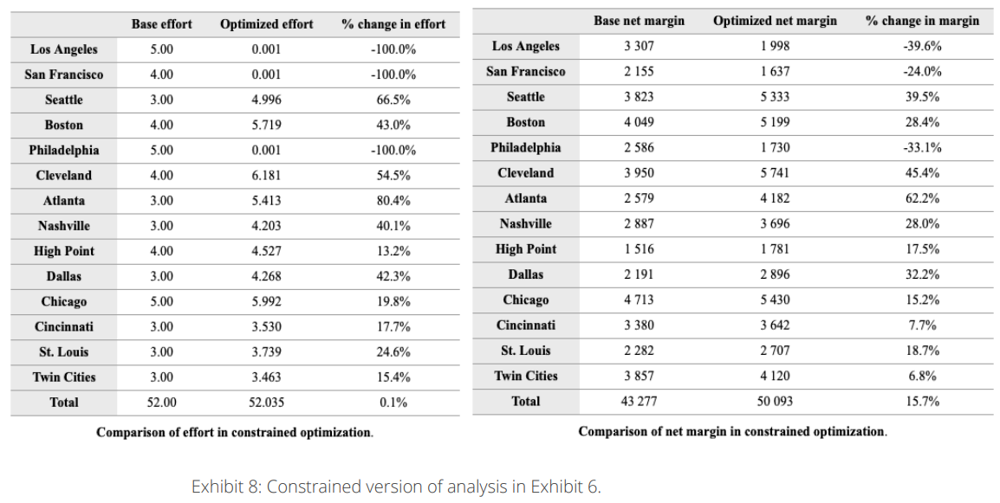 Base effort Optimized effort % change in effort
Los Angeles 5.00 0.001 -100.0%
San Francisco 4.00 0.001 -100.0%
Seattle 3.00 4.996 66.5%
Boston 4.00 5.719 43.0%
Philadelphia 5.00 0.001 -100.0%
Cleveland 4.00 6.181 54.5%
Atlanta 3.00 5.413 80.4%
Nashville 3.00 4.203 40.1%
High Point 4.00 4.527 13.2%
Dallas 3.00 4.268 42.3%
Chicago 5.00 5.992 19.8%
Cincinnati 3.00 3.530 17.7%
St. Louis 3.00 3.739 24.6%
Twin Cities 3.00 3.463 15.4%
Total 52.00 52.035 0.1%
Comparison of effort in constrained optimization.
Base net margin Optimized net margin % change in margin
Los Angeles 3 307 1 998 -39.6%
San Francisco 2 155 1 637 -24.0%
Seattle 3 823 5 333 39.5%
Boston 4 049 5 199 28.4%
Philadelphia 2 586 1 730 -33.1%
Cleveland 3 950 5 741 45.4%
Atlanta 2 579 4 182 62.2%
Nashville 2 887 3 696 28.0%
High Point 1 516 1 781 17.5%
Dallas 2 191 2 896 32.2%
Chicago 4 713 5 430 15.2%
Cincinnati 3 380 3 642 7.7%
St. Louis 2 282 2 707 18.7%
Twin Cities 3 857 4 120 6.8%
Total 43 277 50 093 15.7%
Comparison of net margin in constrained optimization.
Exhibit 8: Constrained version of analysis in Exhibit 6.